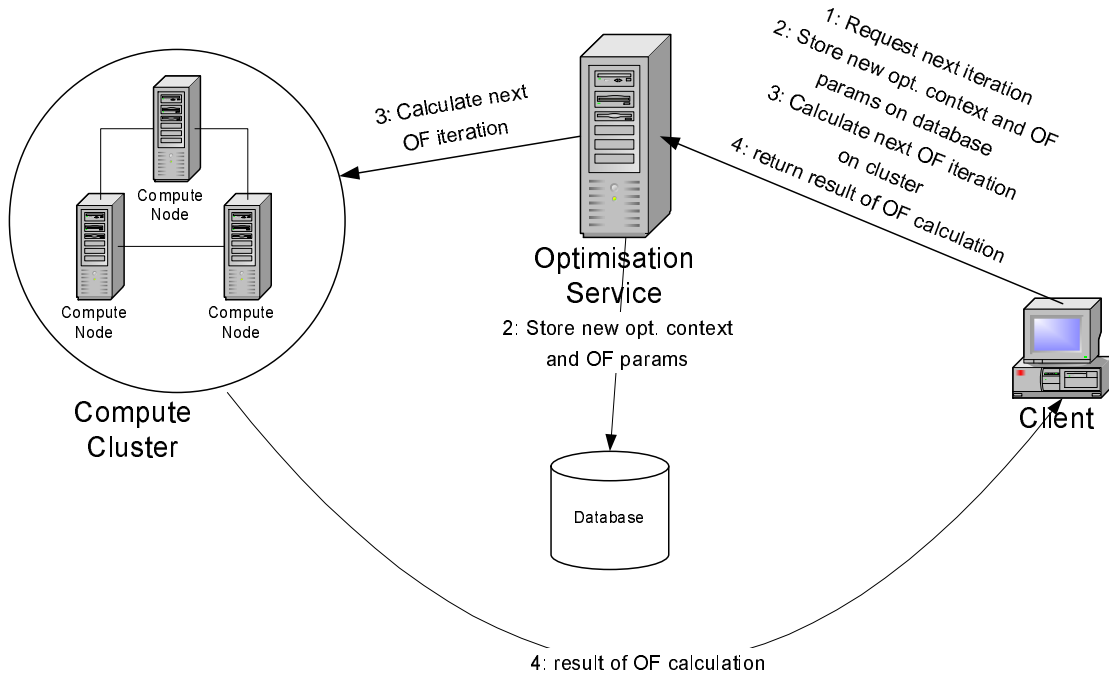 1: Request next iteration
2: Store new opt. context and OF
params on database
3: Calculate next OF iteration
on cluster
4: return result of OF calculation
3: Calculate next
OF iteration
Compute
Node
Compute
Node
Compute
Node
Compute
Cluster
Optimisation
Service
2: Store new opt. context
and OF params
Client
Database
4: result of OF calculation